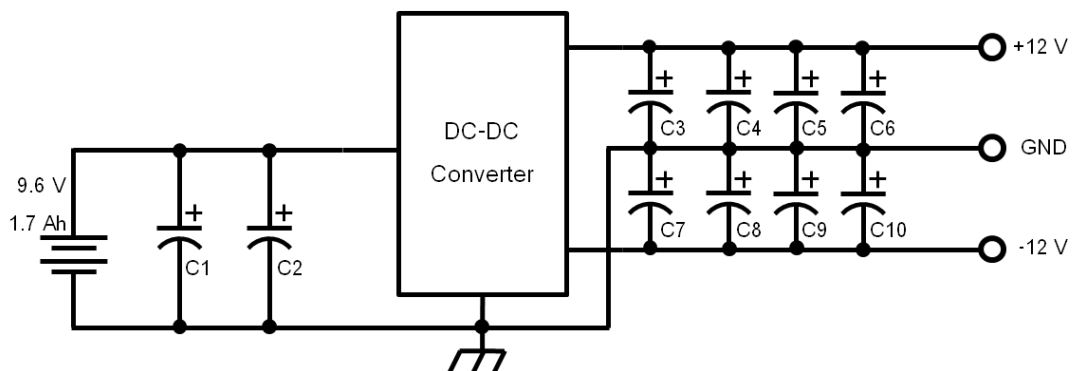 +12 V
+
+
+
+
C3
C4
C5
C6
DC-DC
Converter
GND
9.6 V
1.7 Ah
+
+
C1
C2
+
+
+
+
C7
C8
C9
C10
-12 V